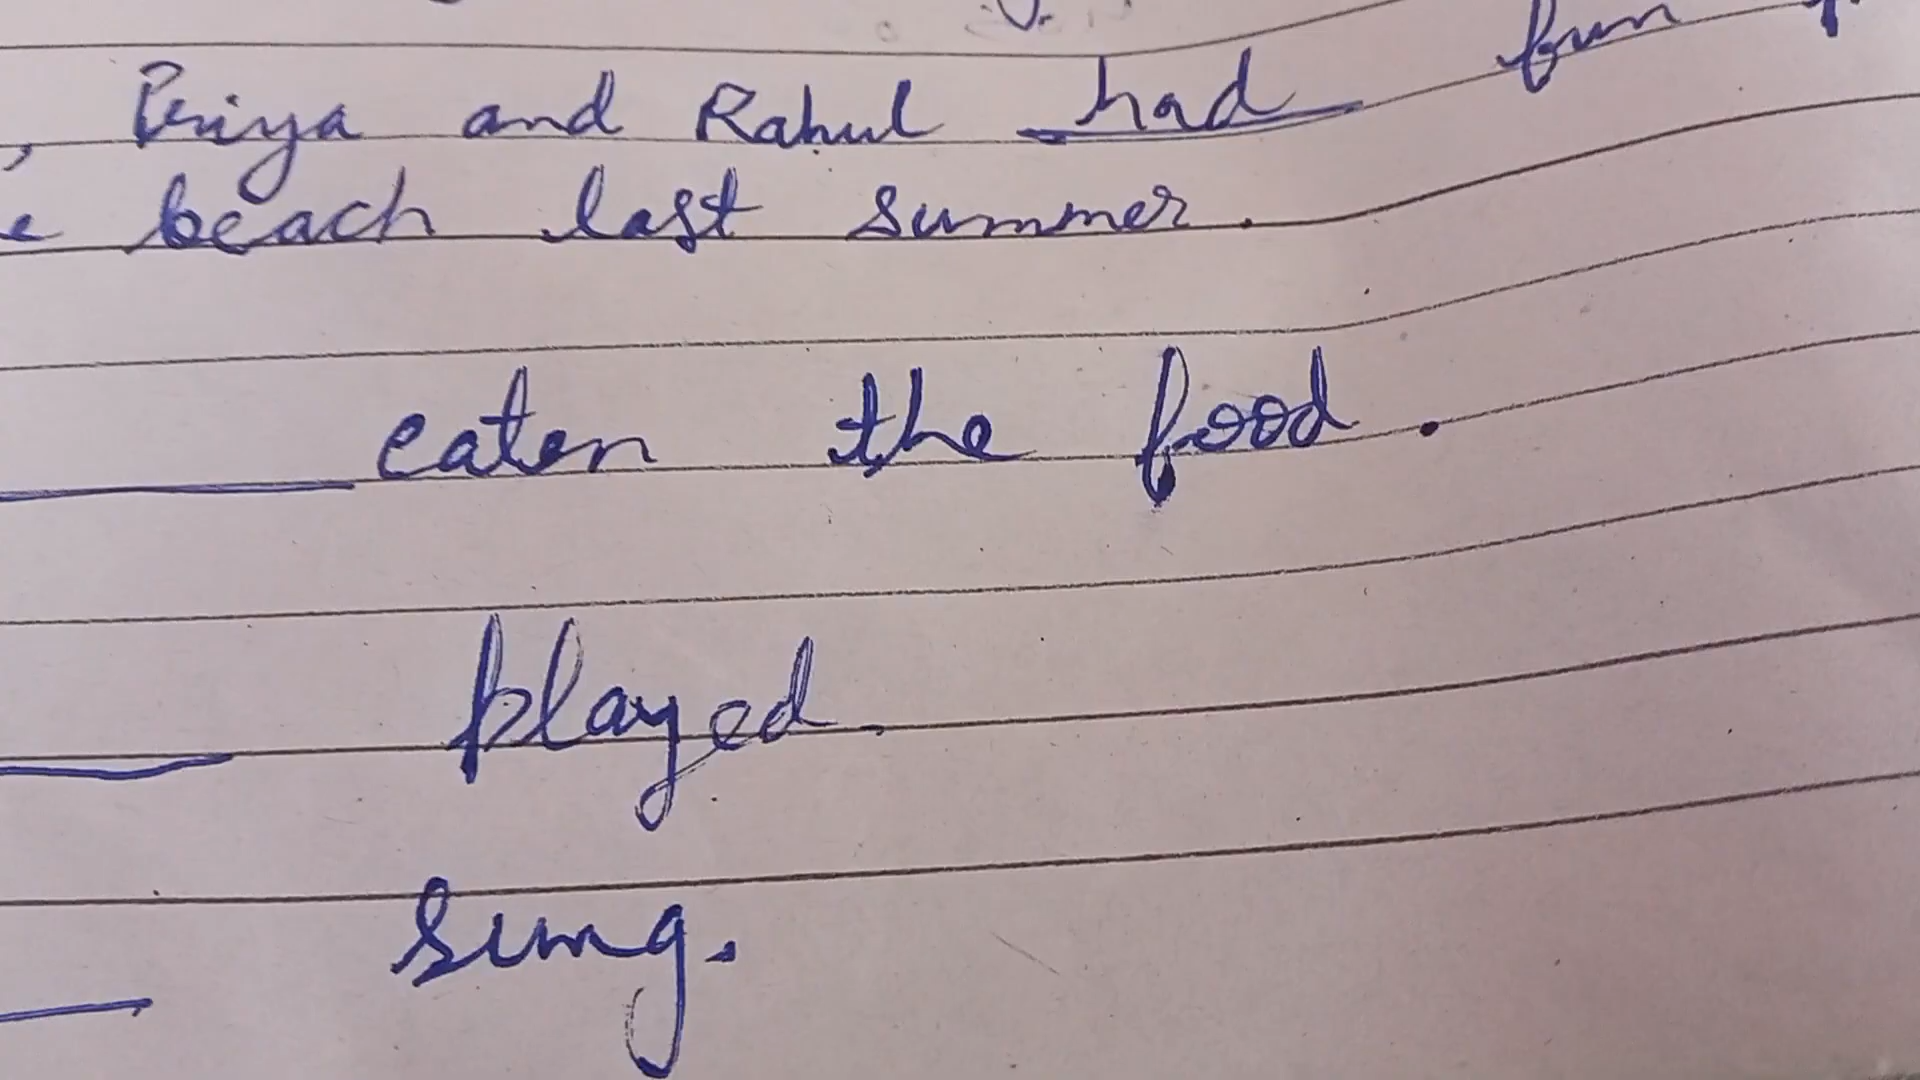 , Priya and Rahul had fun
beach last summer.
eaten the food.
played.
sung.